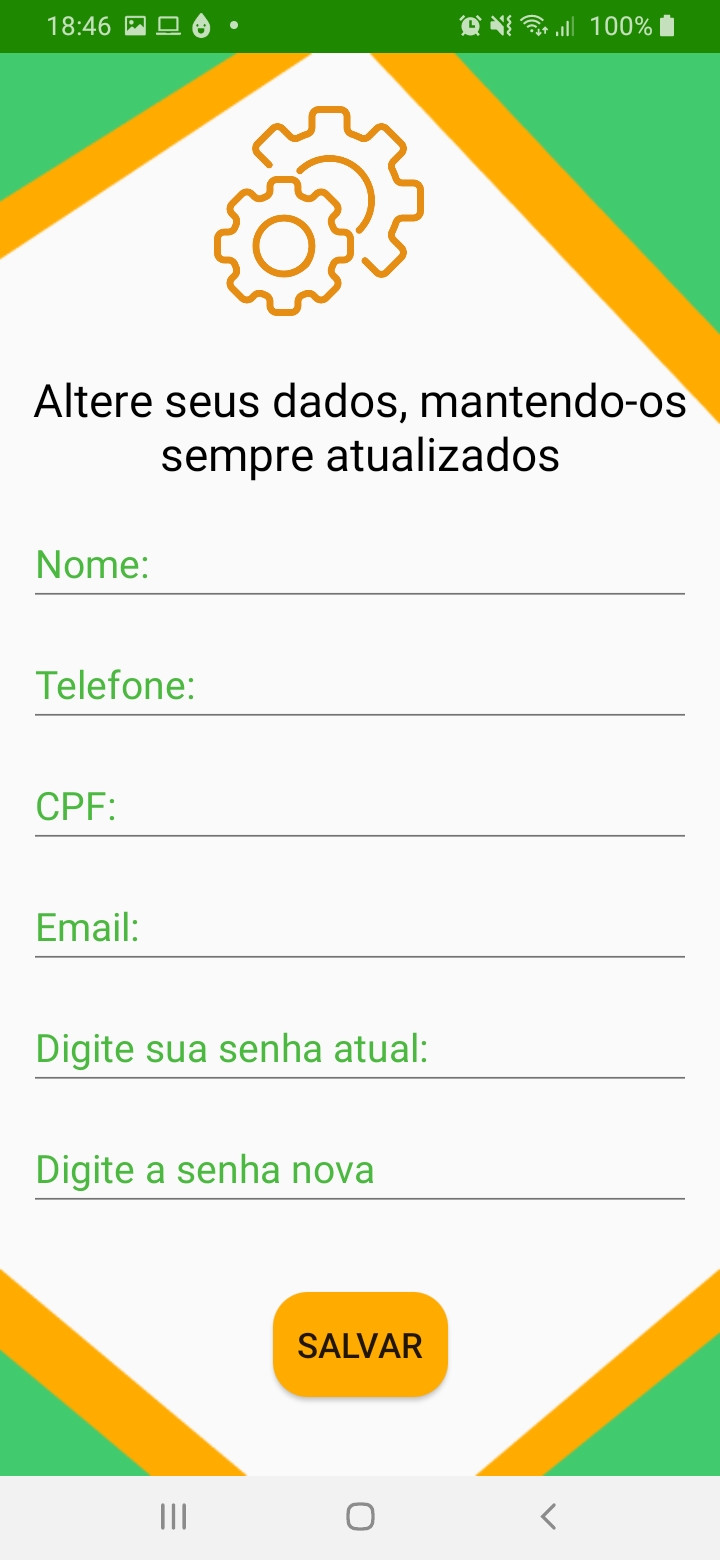 18:46 100%
Altere seus dados, mantendo-os
sempre atualizados
Nome:
Telefone:
CPF:
Email:
Digite sua senha atual:
Digite a senha nova
SALVAR